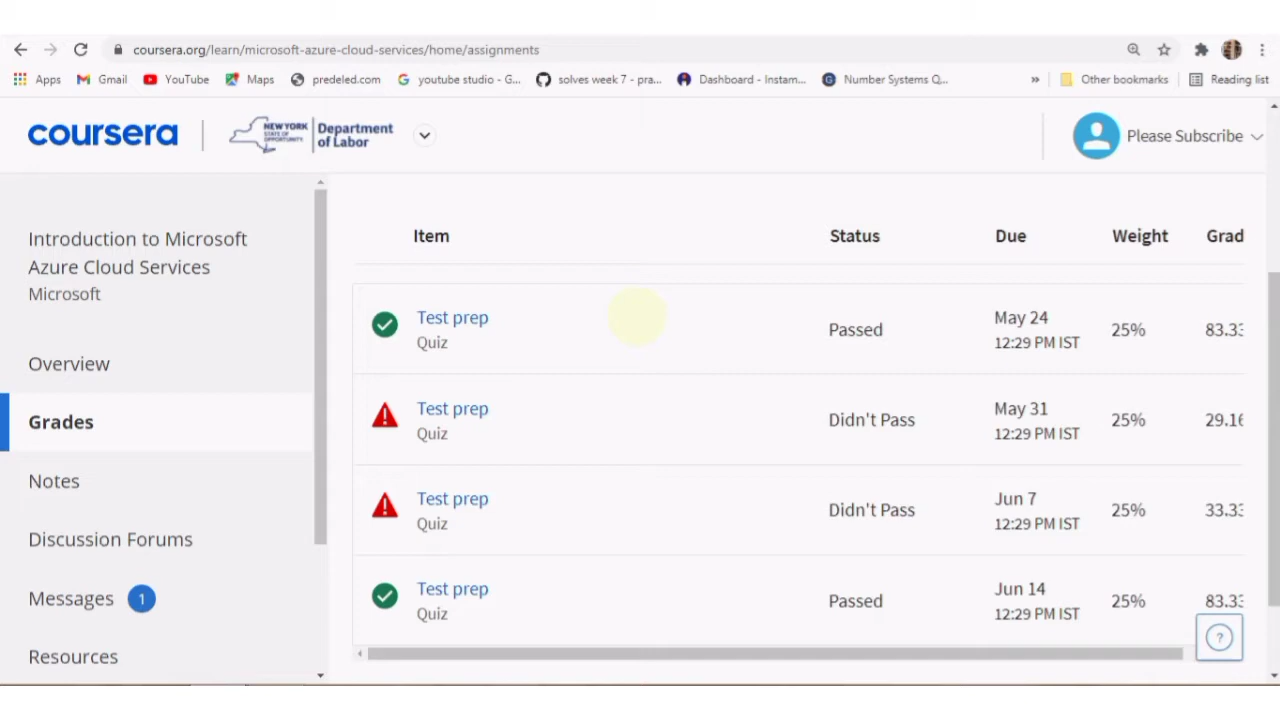 coursera.org/learn/microsoft-azure-cloud-services/home/assignments
Apps Gmail YouTube Maps predeled.com youtube studio - G... solves week 7 - pra... Dashboard - Instam... Number Systems Q... » Other bookmarks Reading list
coursera NEW YORK STATE OF OPPORTUNITY. Department of Labor Please Subscribe
Introduction to Microsoft
Azure Cloud Services
Microsoft
Overview
Grades
Notes
Discussion Forums
Messages 1
Resources
Item Status Due Weight Grad
Test prep Passed May 24 25% 83.33
Quiz 12:29 PM IST
Test prep Didn't Pass May 31 25% 29.16
Quiz 12:29 PM IST
Test prep Didn't Pass Jun 7 25% 33.33
Quiz 12:29 PM IST
Test prep Passed Jun 14 25% 83.33
Quiz 12:29 PM IST
?